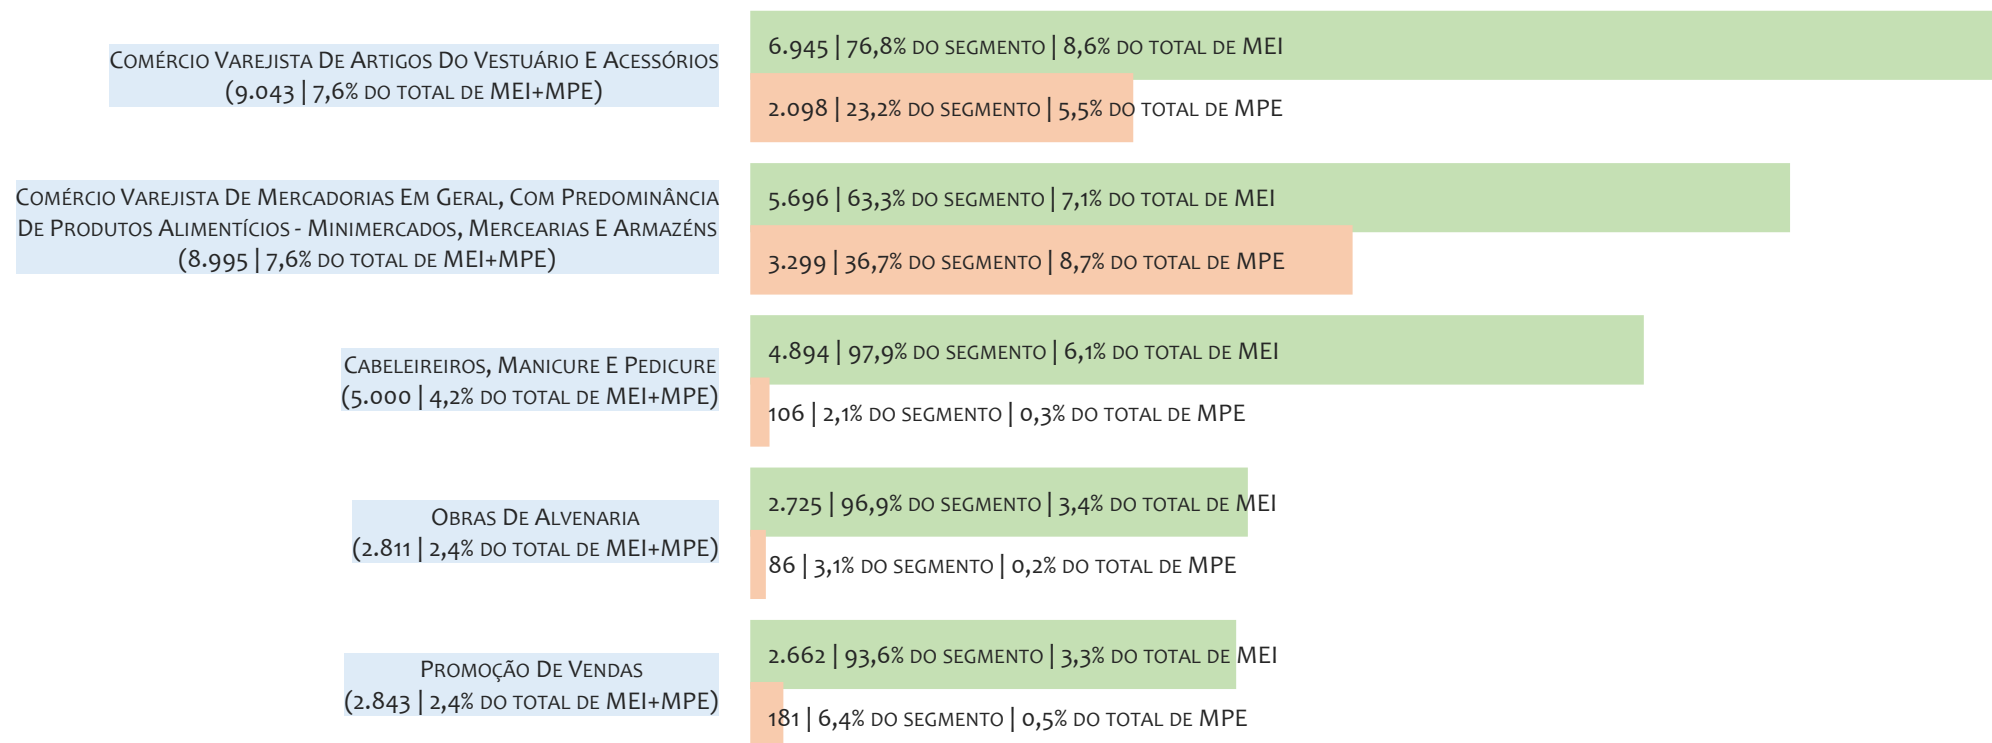 Comércio Varejista De Artigos Do Vestuário E Acessórios
(9.043 | 7,6% do total de MEI+MPE)
6.945 | 76,8% do segmento | 8,6% do total de MEI
2.098 | 23,2% do segmento | 5,5% do total de MPE
Comércio Varejista De Mercadorias Em Geral, Com Predominância
De Produtos Alimentícios - Minimercados, Mercearias E Armazéns
(8.995 | 7,6% do total de MEI+MPE)
5.696 | 63,3% do segmento | 7,1% do total de MEI
3.299 | 36,7% do segmento | 8,7% do total de MPE
Cabeleireiros, Manicure E Pedicure
(5.000 | 4,2% do total de MEI+MPE)
4.894 | 97,9% do segmento | 6,1% do total de MEI
106 | 2,1% do segmento | 0,3% do total de MPE
Obras De Alvenaria
(2.811 | 2,4% do total de MEI+MPE)
2.725 | 96,9% do segmento | 3,4% do total de MEI
86 | 3,1% do segmento | 0,2% do total de MPE
Promoção De Vendas
(2.843 | 2,4% do total de MEI+MPE)
2.662 | 93,6% do segmento | 3,3% do total de MEI
181 | 6,4% do segmento | 0,5% do total de MPE